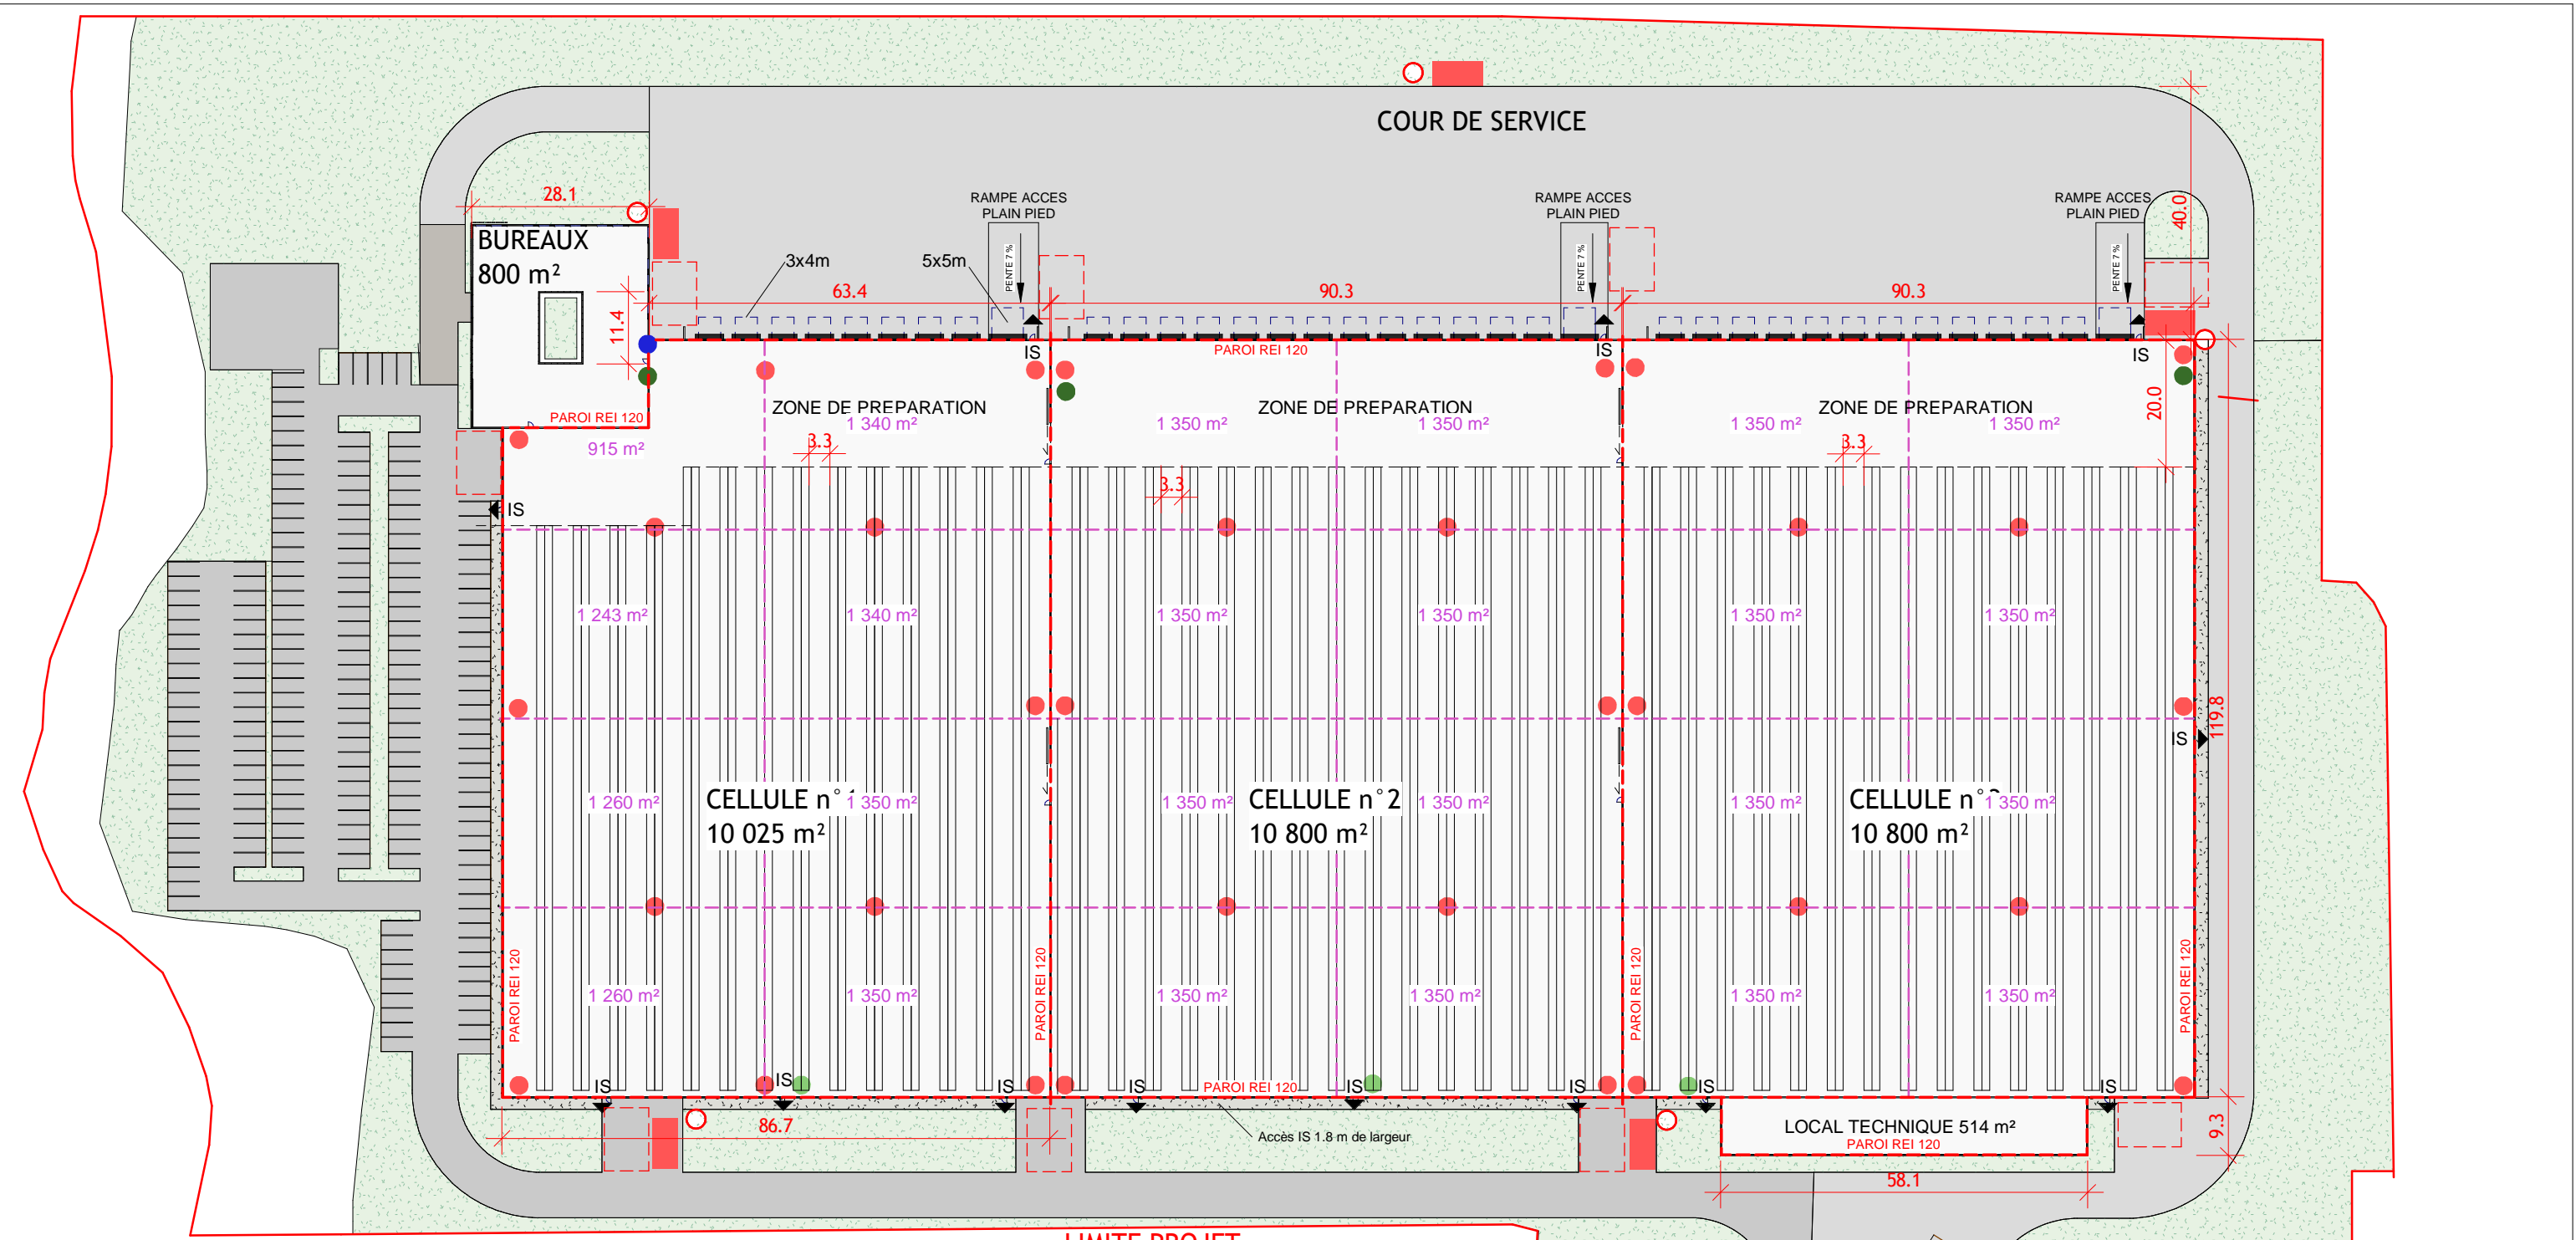 COUR DE SERVICE
28.1
40.0
RAMPE ACCES
PLAIN PIED
RAMPE ACCES
PLAIN PIED
RAMPE ACCES
PLAIN PIED
BUREAUX
800 m²
3x4m
5x5m
PENTE 7%
PENTE 7%
PENTE 7%
63.4
90.3
90.3
11.4
IS
PAROI REI 120
IS
IS
PAROI REI 120
ZONE DE PREPARATION
ZONE DE PREPARATION
ZONE DE PREPARATION
20.0
915 m²
1 340 m²
1 350 m²
1 350 m²
1 350 m²
1 350 m²
3.3
3.3
3.3
IS
1 243 m²
1 340 m²
1 350 m²
1 350 m²
1 350 m²
1 350 m²
119.8
IS
1 260 m²
CELLULE n°
1 350 m²
1 350 m²
CELLULE n°2
1 350 m²
1 350 m²
CELLULE n°
1 350 m²
10 025 m²
10 800 m²
10 800 m²
PAROI REI 120
PAROI REI 120
PAROI REI 120
PAROI REI 120
1 260 m²
1 350 m²
1 350 m²
1 350 m²
1 350 m²
1 350 m²
IS
IS
IS
IS
PAROI REI 120
IS
IS
IS
IS
86.7
Accès IS 1.8 m de largeur
LOCAL TECHNIQUE 514 m²
PAROI REI 120
9.3
58.1
LIMITE PROJET